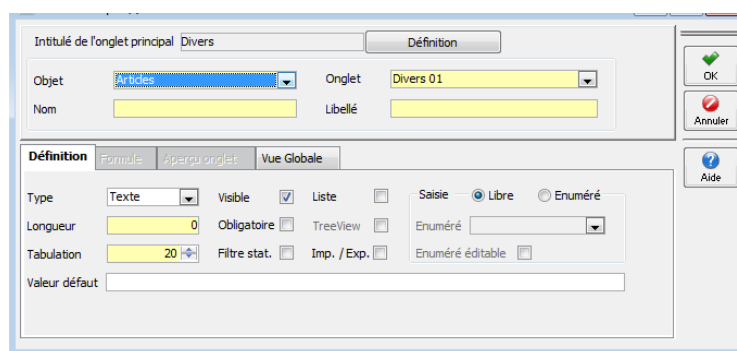 Intitulé de l'onglet principal Divers Définition
Objet Articles Onglet Divers 01
Nom Libellé
OK
Annuler
Aide
Définition Formule Aperçu onglet Vue Globale
Type Texte Visible Liste Saisie Libre Enuméré
Longueur 0 Obligatoire TreeView Enuméré
Tabulation 20 Filtre stat. Imp. / Exp. Enuméré éditable
Valeur défaut